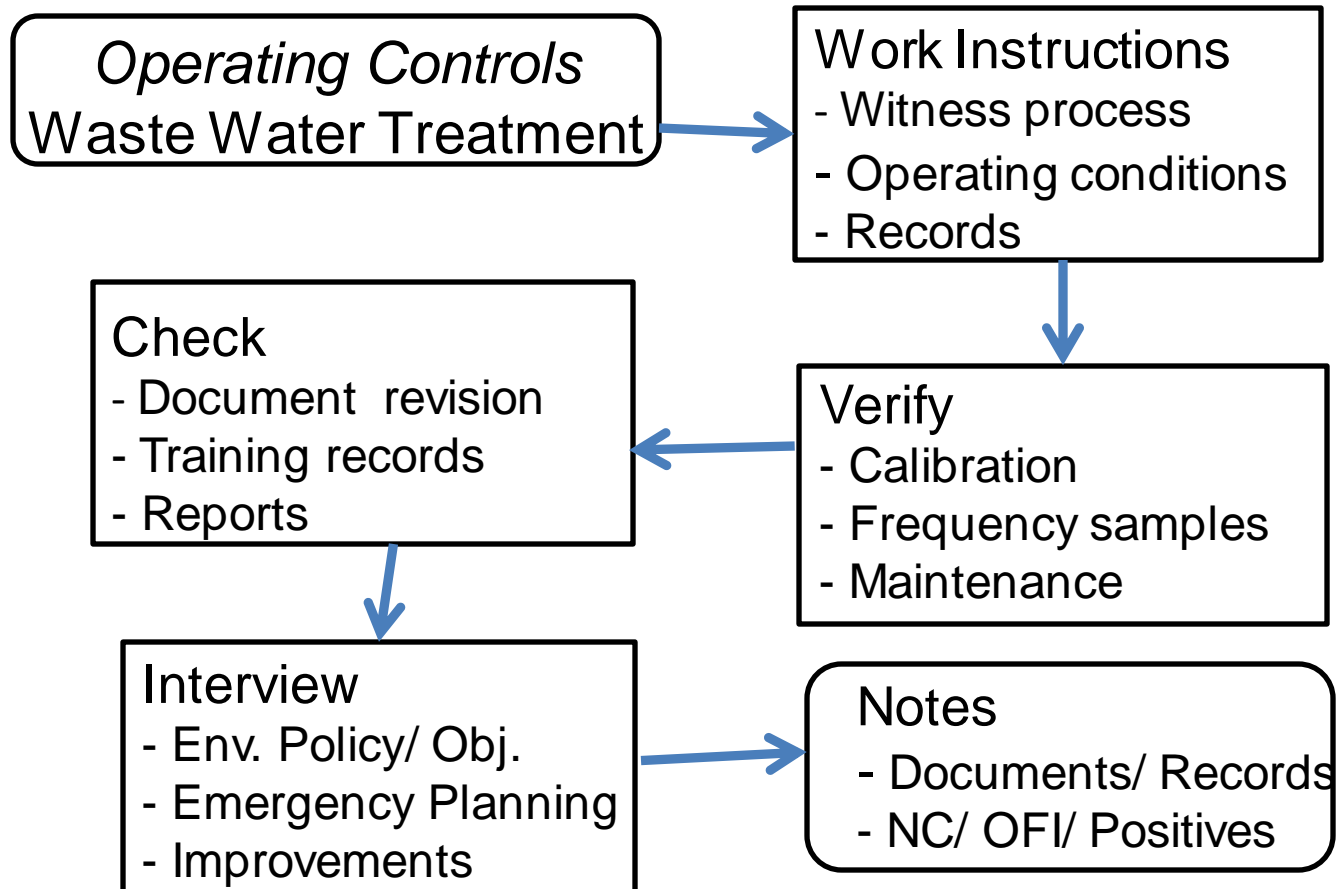 Operating Controls
Waste Water Treatment
Work Instructions
- Witness process
- Operating conditions
- Records
Verify
- Calibration
- Frequency samples
- Maintenance
Check
- Document revision
- Training records
- Reports
Interview
- Env. Policy/ Obj.
- Emergency Planning
- Improvements
Notes
- Documents/ Records
- NC/ OFI/ Positives